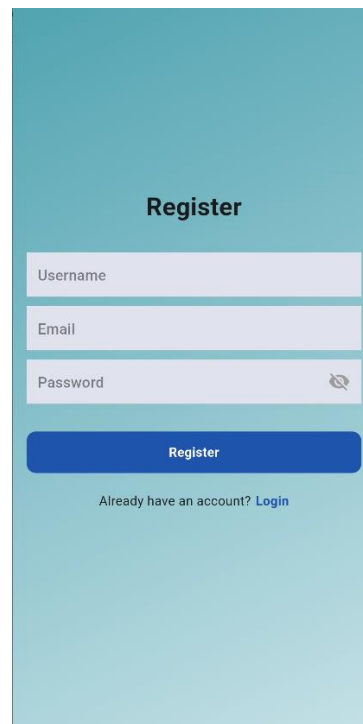 Register
Username
Email
Password
Register
Already have an account? Login